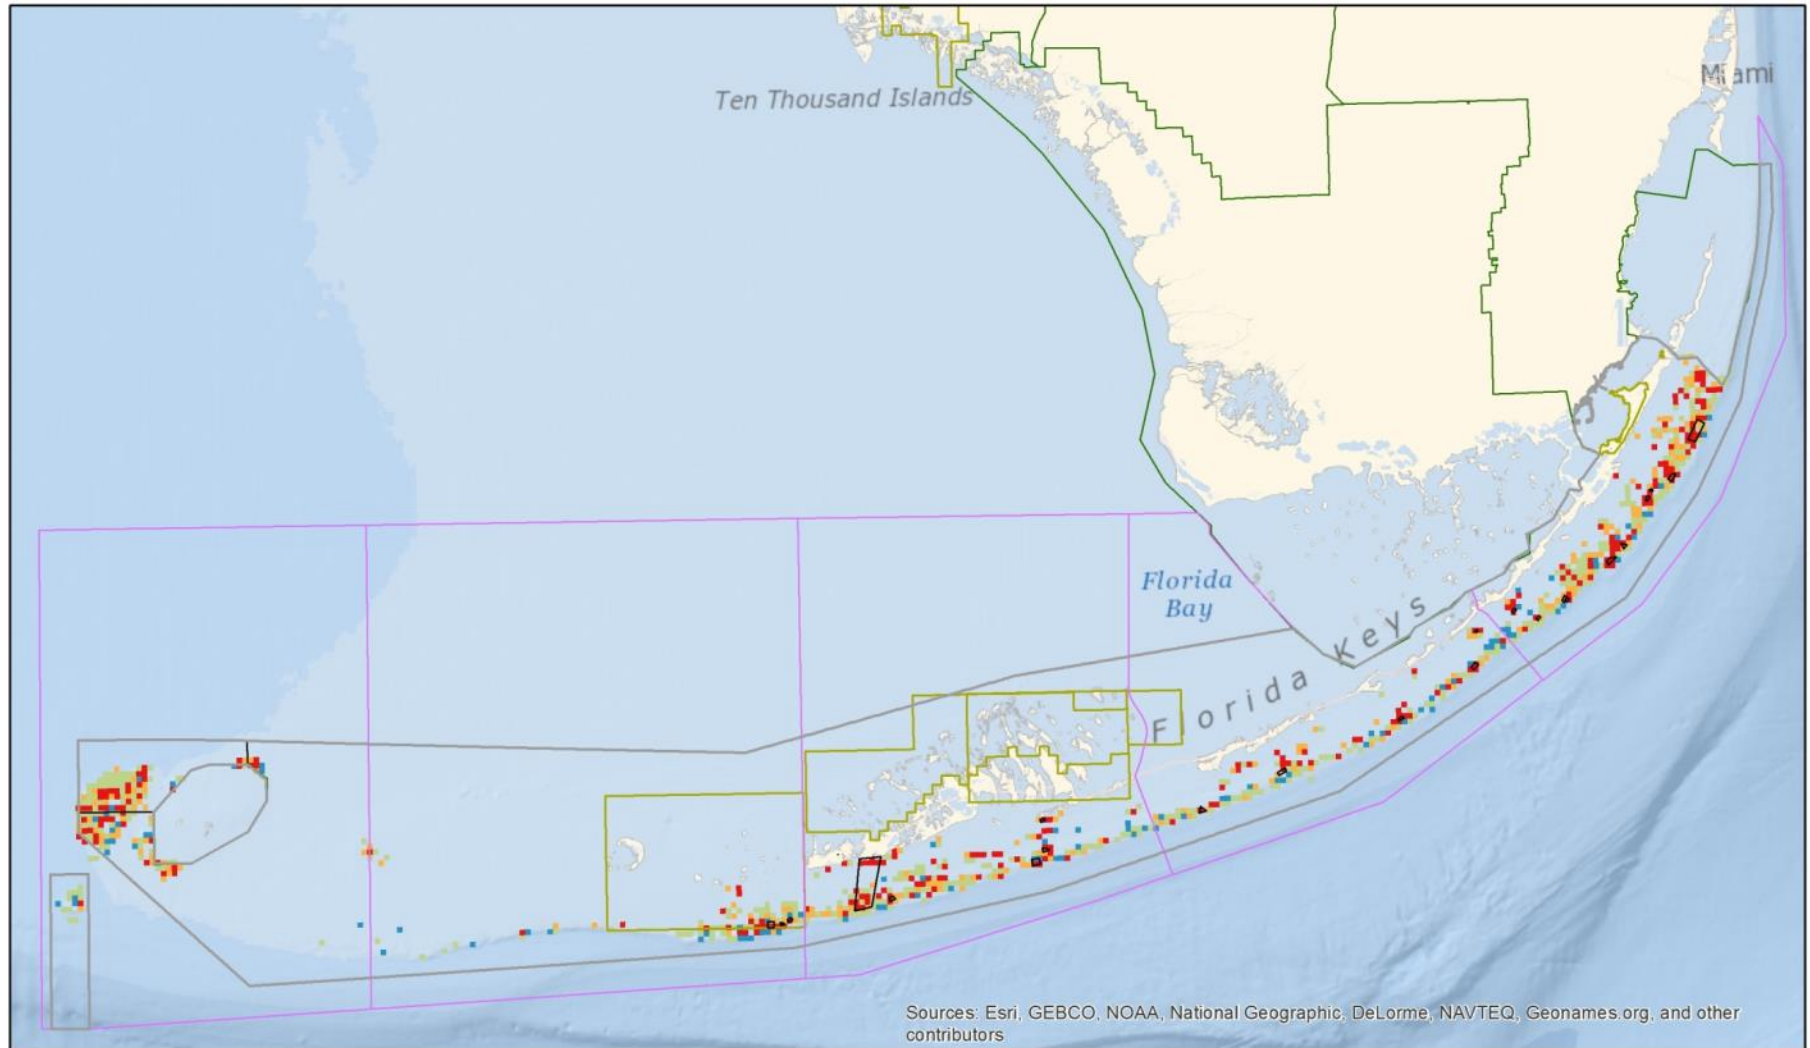 Miami
Ten Thousand Islands
Florida
Bay
Florida Keys
Sources: Esri, GEBCO, NOAA, National Geographic, DeLorme, NAVTEQ, Geonames.org, and other
contributors